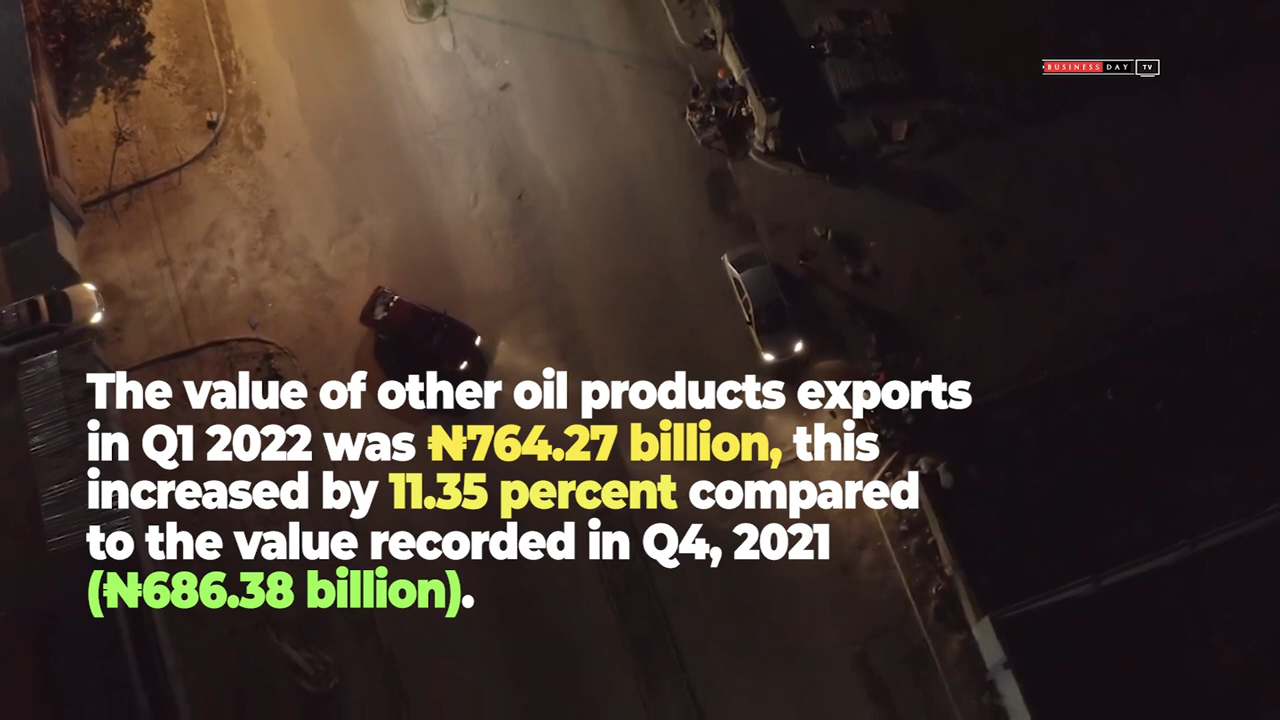 BUSINESS DAY TV
The value of other oil products exports
in Q1 2022 was ₦764.27 billion, this
increased by 11.35 percent compared
to the value recorded in Q4, 2021
(₦686.38 billion).